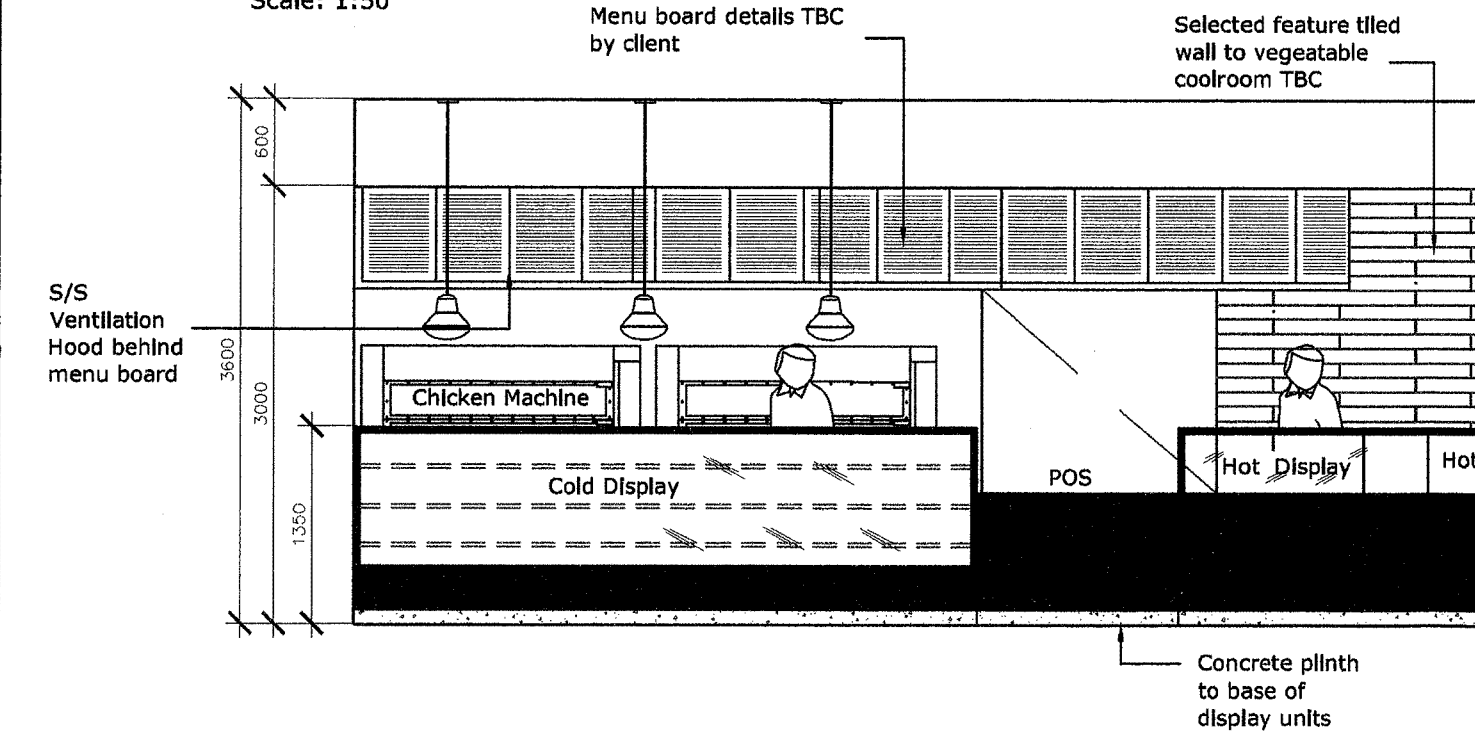 Scale: 1:50
Menu board details TBC
by client
Selected feature tiled
wall to vegeatable
coolroom TBC
600
S/S
Ventilation
Hood behind
menu board
3600
3000
1350
Chicken Machine
Cold Display
POS
Hot Display
Hot
Concrete plinth
to base of
display units